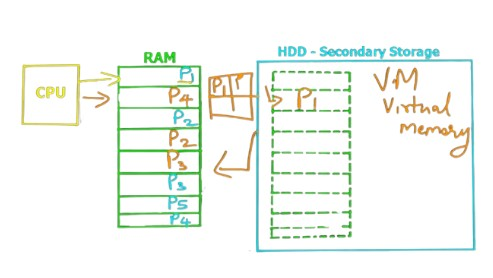 HDD - Secondary Storage
RAM
CPU
P1
P4
P2
P2
P3
P3
P5
P4
P1
P1
VM
Virtual
memory